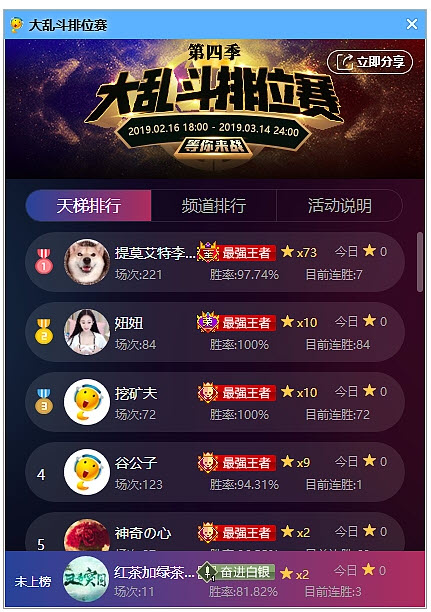 大乱斗排位赛
第四季
立即分享
大乱斗排位赛
2019.02.16 18:00 - 2019.03.14 24:00
等你来战
天梯排行 频道排行 活动说明
1 提莫艾特李... 王 最强王者 x73 今日 0
场次:221 胜率:97.74% 目前连胜:7
2 妞妞 荣 最强王者 x10 今日 0
场次:84 胜率:100% 目前连胜:84
3 挖矿夫 最强王者 x10 今日 0
场次:72 胜率:100% 目前连胜:72
4 谷公子 最强王者 x9 今日 0
场次:123 胜率:94.31% 目前连胜:1
5 神奇の心 最强王者 x2 今日 0
未上榜 红茶加绿茶... 奋进白银 x2 今日 0
场次:11 胜率:81.82% 目前连胜:3